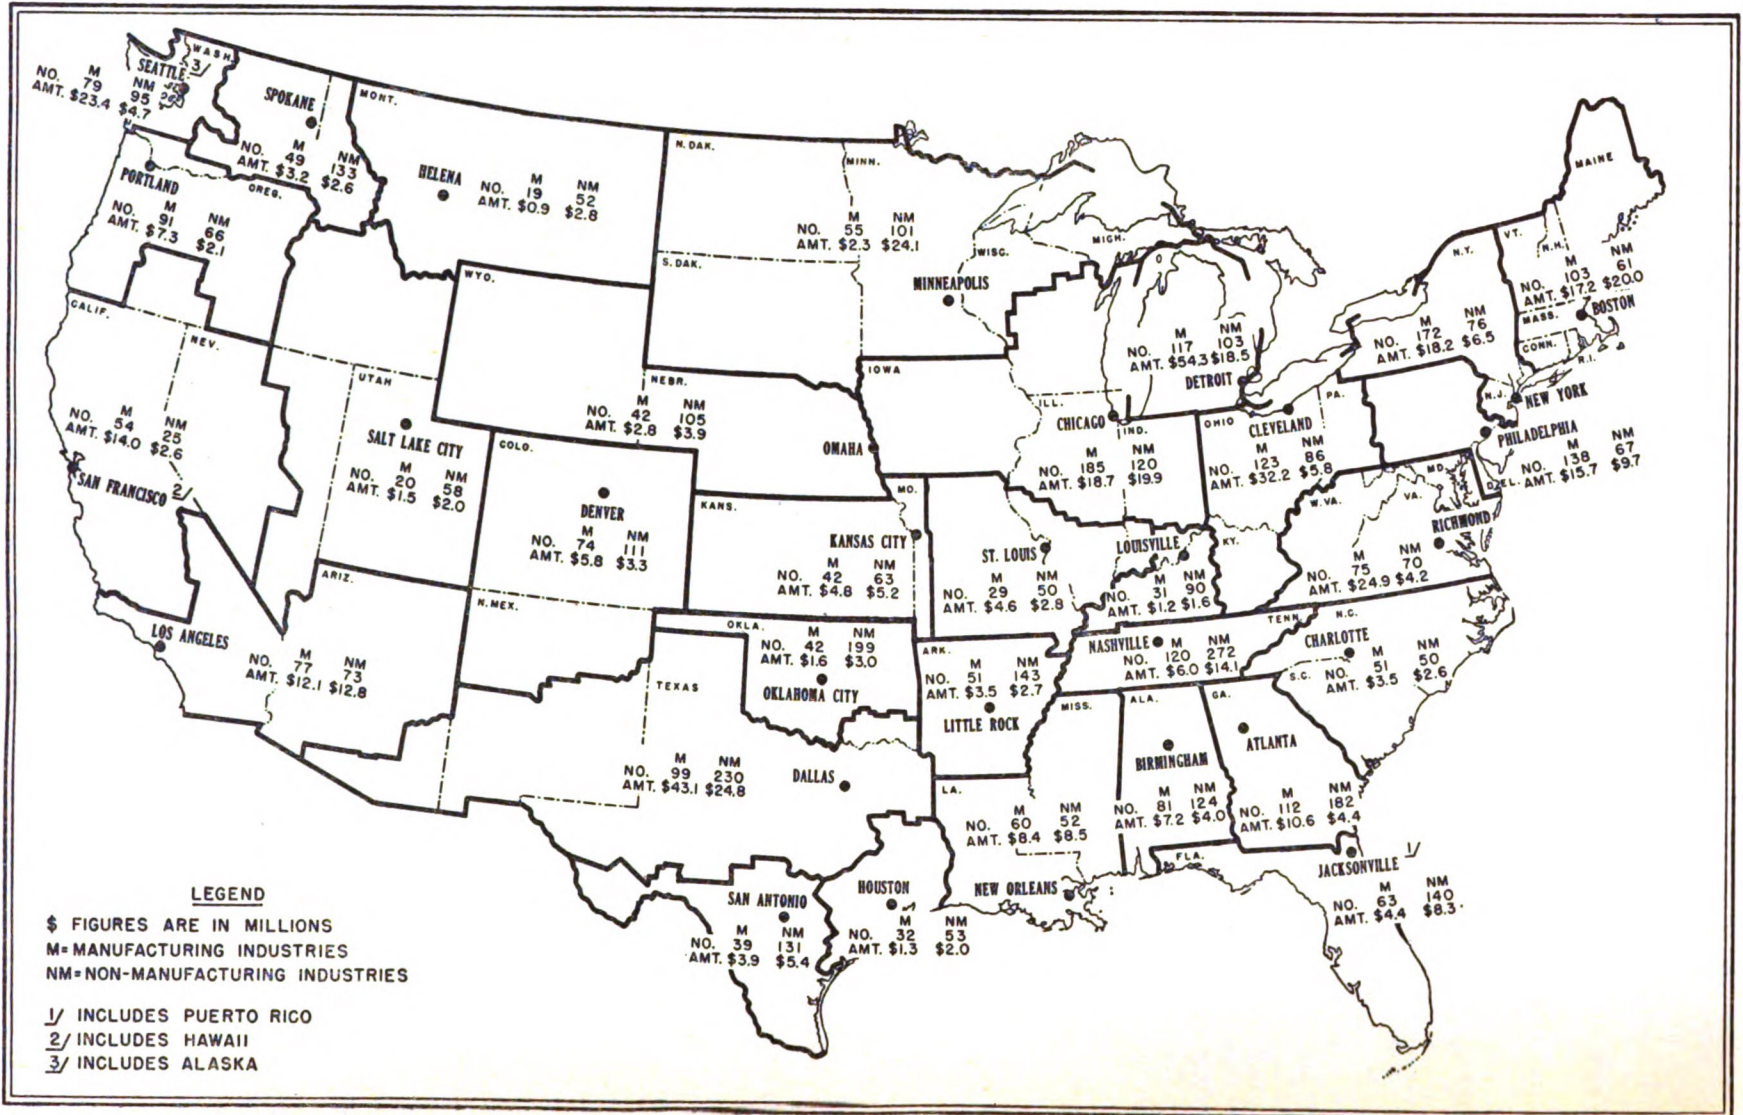 WASH.
SEATTLE 3/
M NM
NO. 79 95
AMT. $23.4 $4.7
SPOKANE
M NM
NO. 49 133
AMT. $3.2 $2.6
MONT.
HELENA
M NM
NO. 19 52
AMT. $0.9 $2.8
PORTLAND
OREG.
M NM
NO. 91 66
AMT. $7.3 $2.1
N. DAK.
MINN.
M NM
NO. 55 101
AMT. $2.3 $24.1
S. DAK.
WISC.
MINNEAPOLIS
MICH.
M NM
NO. 117 103
AMT. $54.3 $18.5
DETROIT
MAINE
VT.
N.H.
N.Y.
M NM
NO. 103 61
AMT. $17.2 $20.0
MASS.
BOSTON
CONN.
R.I.
M NM
NO. 172 76
AMT. $18.2 $6.5
N.J.
NEW YORK
WYO.
CALIF.
NEV.
UTAH
M NM
NO. 54 25
AMT. $14.0 $2.6
SAN FRANCISCO 2/
SALT LAKE CITY
M NM
NO. 20 58
AMT. $1.5 $2.0
NEBR.
M NM
NO. 42 105
AMT. $2.8 $3.9
OMAHA
IOWA
ILL.
CHICAGO
IND.
M NM
NO. 185 120
AMT. $18.7 $19.9
OHIO
CLEVELAND
PA.
M NM
NO. 123 86
AMT. $32.2 $5.8
PHILADELPHIA
M NM
NO. 138 67
AMT. $15.7 $9.7
MD.
DEL.
W. VA.
VA.
RICHMOND
M NM
NO. 75 70
AMT. $24.9 $4.2
COLO.
DENVER
M NM
NO. 74 111
AMT. $5.8 $3.3
KANS.
MO.
KANSAS CITY
M NM
NO. 42 63
AMT. $4.8 $5.2
ST. LOUIS
M NM
NO. 29 50
AMT. $4.6 $2.8
LOUISVILLE
KY.
M NM
NO. 31 90
AMT. $1.2 $1.6
ARIZ.
N. MEX.
LOS ANGELES
M NM
NO. 77 73
AMT. $12.1 $12.8
OKLA.
M NM
NO. 42 199
AMT. $1.6 $3.0
OKLAHOMA CITY
ARK.
M NM
NO. 51 143
AMT. $3.5 $2.7
LITTLE ROCK
TENN.
NASHVILLE
M NM
NO. 120 272
AMT. $6.0 $14.1
N.C.
CHARLOTTE
S.C.
M NM
NO. 51 50
AMT. $3.5 $2.6
TEXAS
M NM
NO. 99 230
AMT. $43.1 $24.8
DALLAS
MISS.
ALA.
GA.
BIRMINGHAM
M NM
NO. 81 124
AMT. $7.2 $4.0
ATLANTA
M NM
NO. 112 182
AMT. $10.6 $4.4
LA.
M NM
NO. 60 52
AMT. $8.4 $8.5
NEW ORLEANS
FLA.
JACKSONVILLE 1/
M NM
NO. 63 140
AMT. $4.4 $8.3
SAN ANTONIO
M NM
NO. 39 131
AMT. $3.9 $5.4
HOUSTON
M NM
NO. 32 53
AMT. $1.3 $2.0
LEGEND
$ FIGURES ARE IN MILLIONS
M=MANUFACTURING INDUSTRIES
NM=NON-MANUFACTURING INDUSTRIES
1/ INCLUDES PUERTO RICO
2/ INCLUDES HAWAII
3/ INCLUDES ALASKA